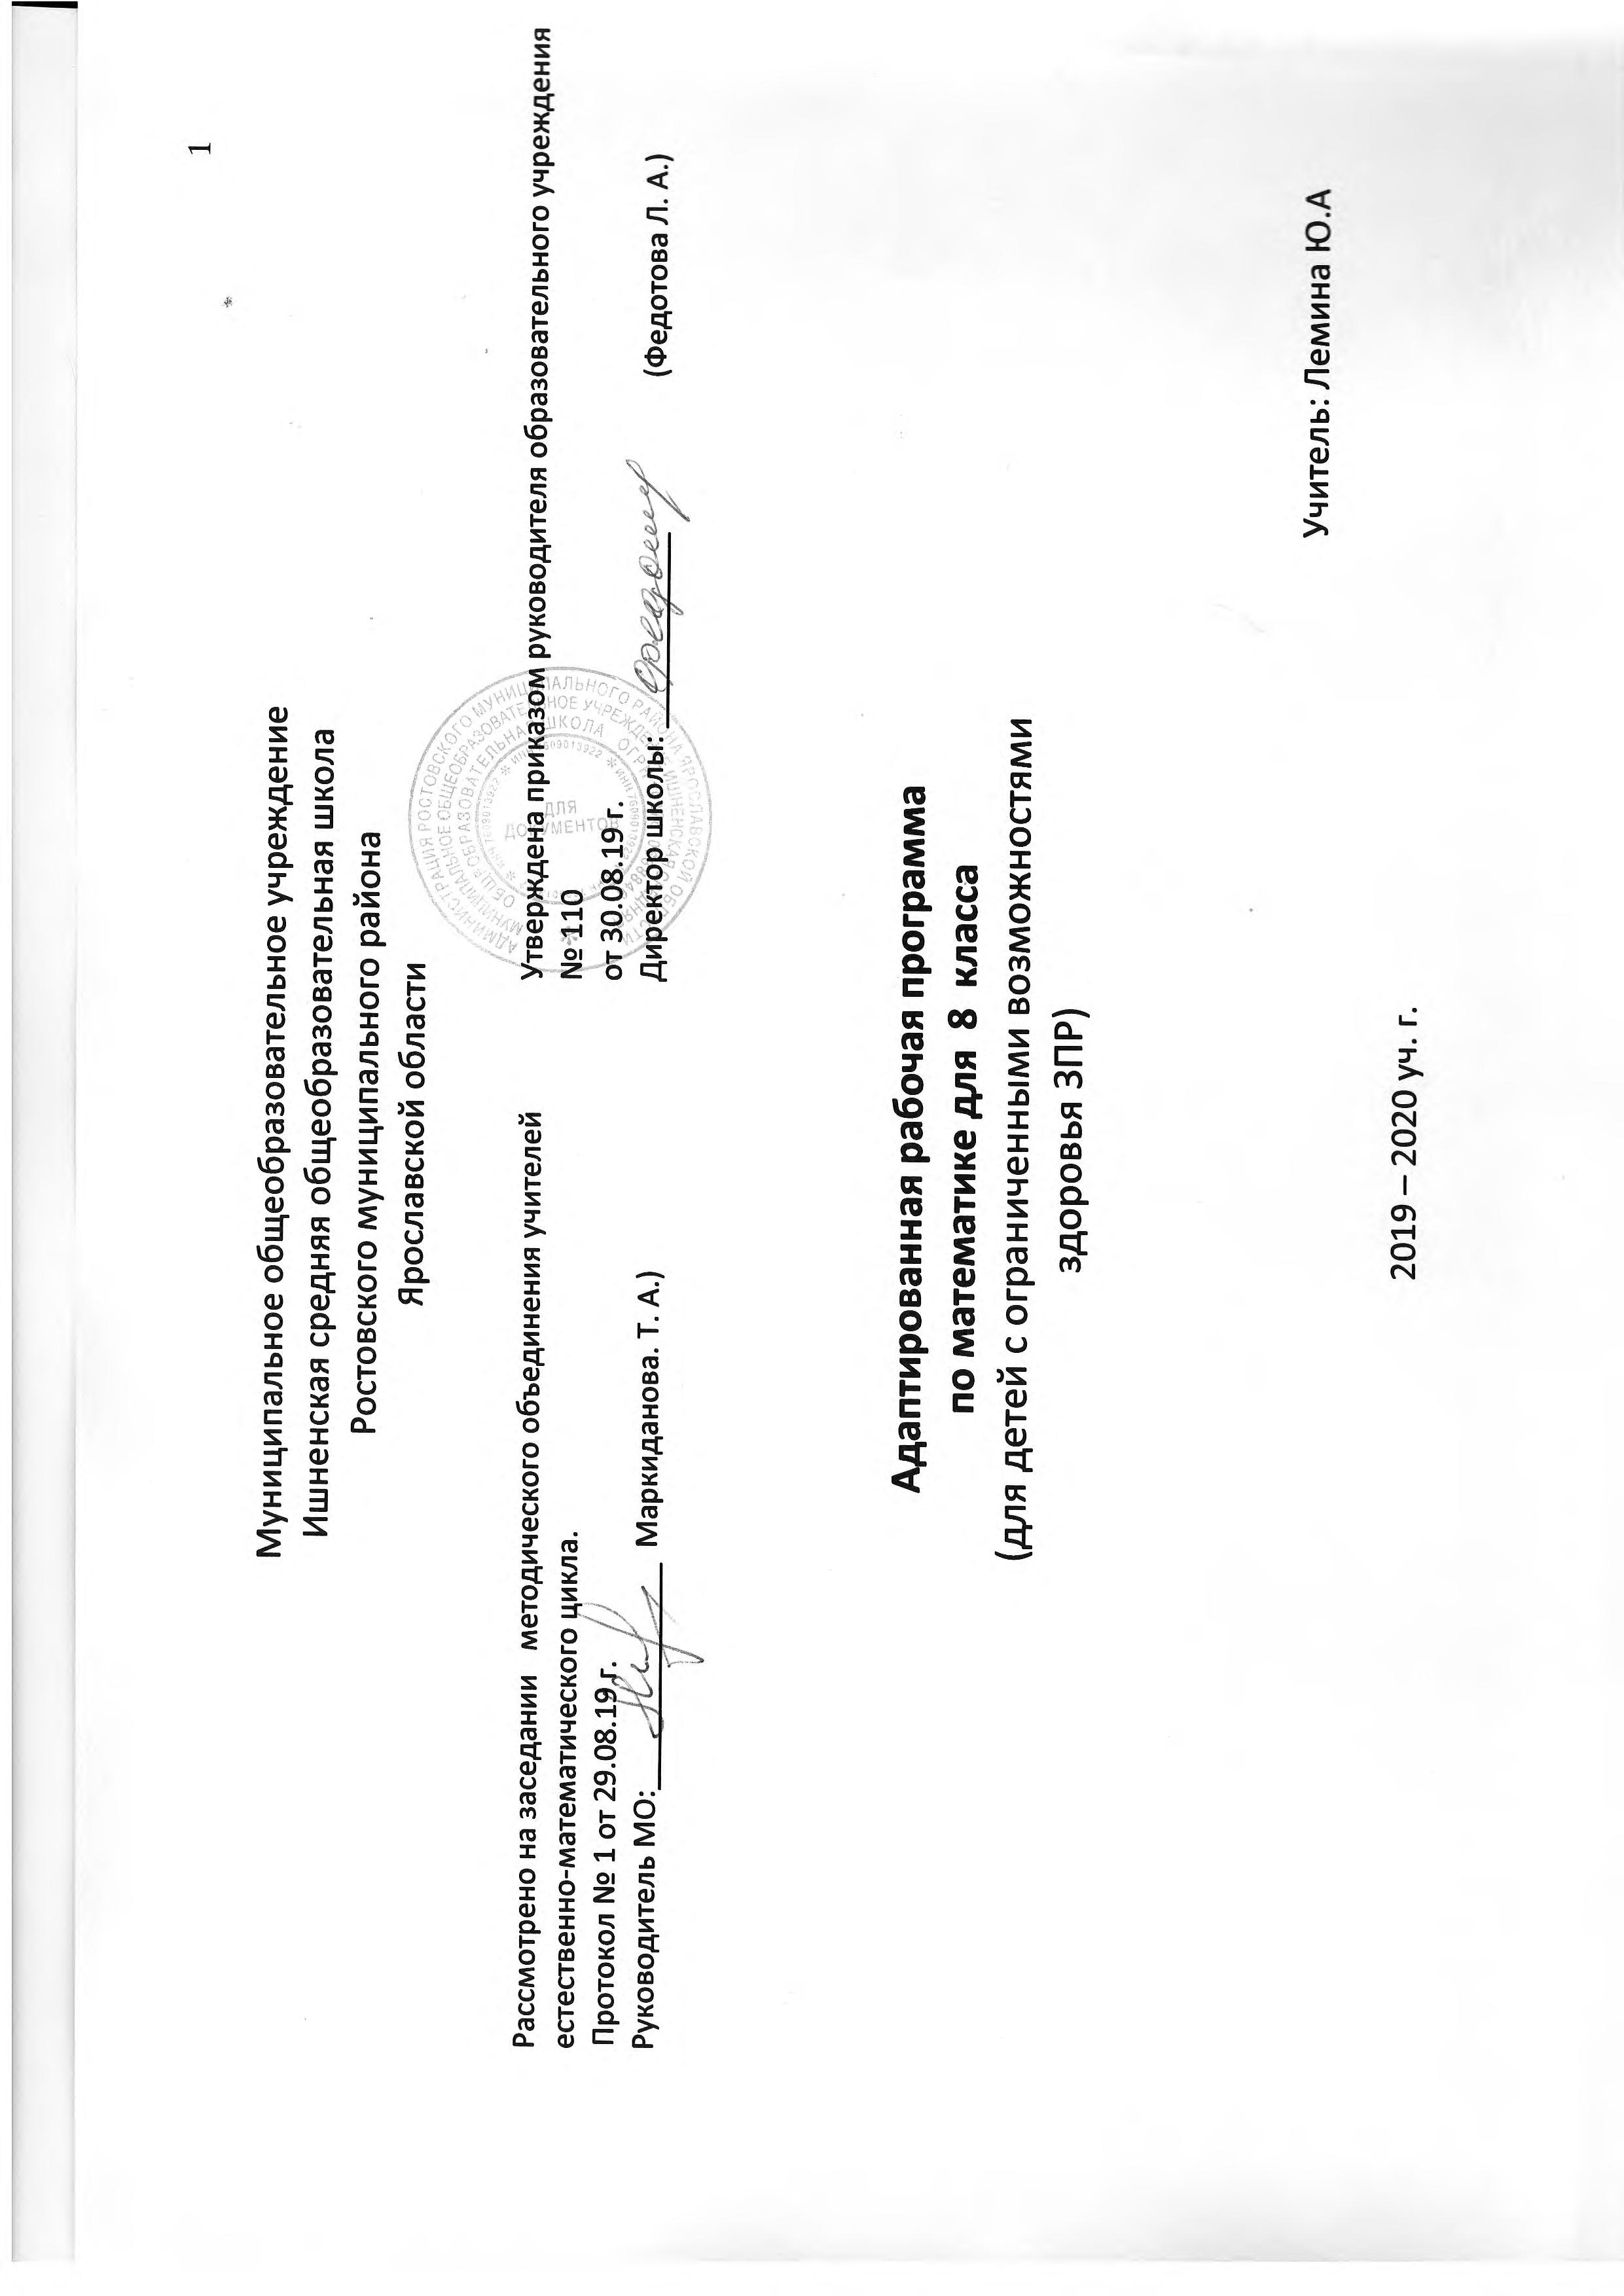 1
Муниципальное общеобразовательное учреждение
Ишненская средняя общеобразовательная школа
Ростовского муниципального района
Ярославской области
Рассмотрено на заседании методического объединения учителей
естественно-математического цикла.
Протокол № 1 от 29.08.19 г.
Руководитель МО: Маркиданова. Т. А.)
Утверждена приказом руководителя образовательного учреждения
№ 110
от 30.08.19 г.
Директор школы: (Федотова Л. А.)
ДЛЯ
ДОКУМЕНТОВ
Адаптированная рабочая программа
по математике для 8 класса
(для детей с ограниченными возможностями
здоровья ЗПР)
Учитель: Лемина Ю.А
2019 – 2020 уч. г.